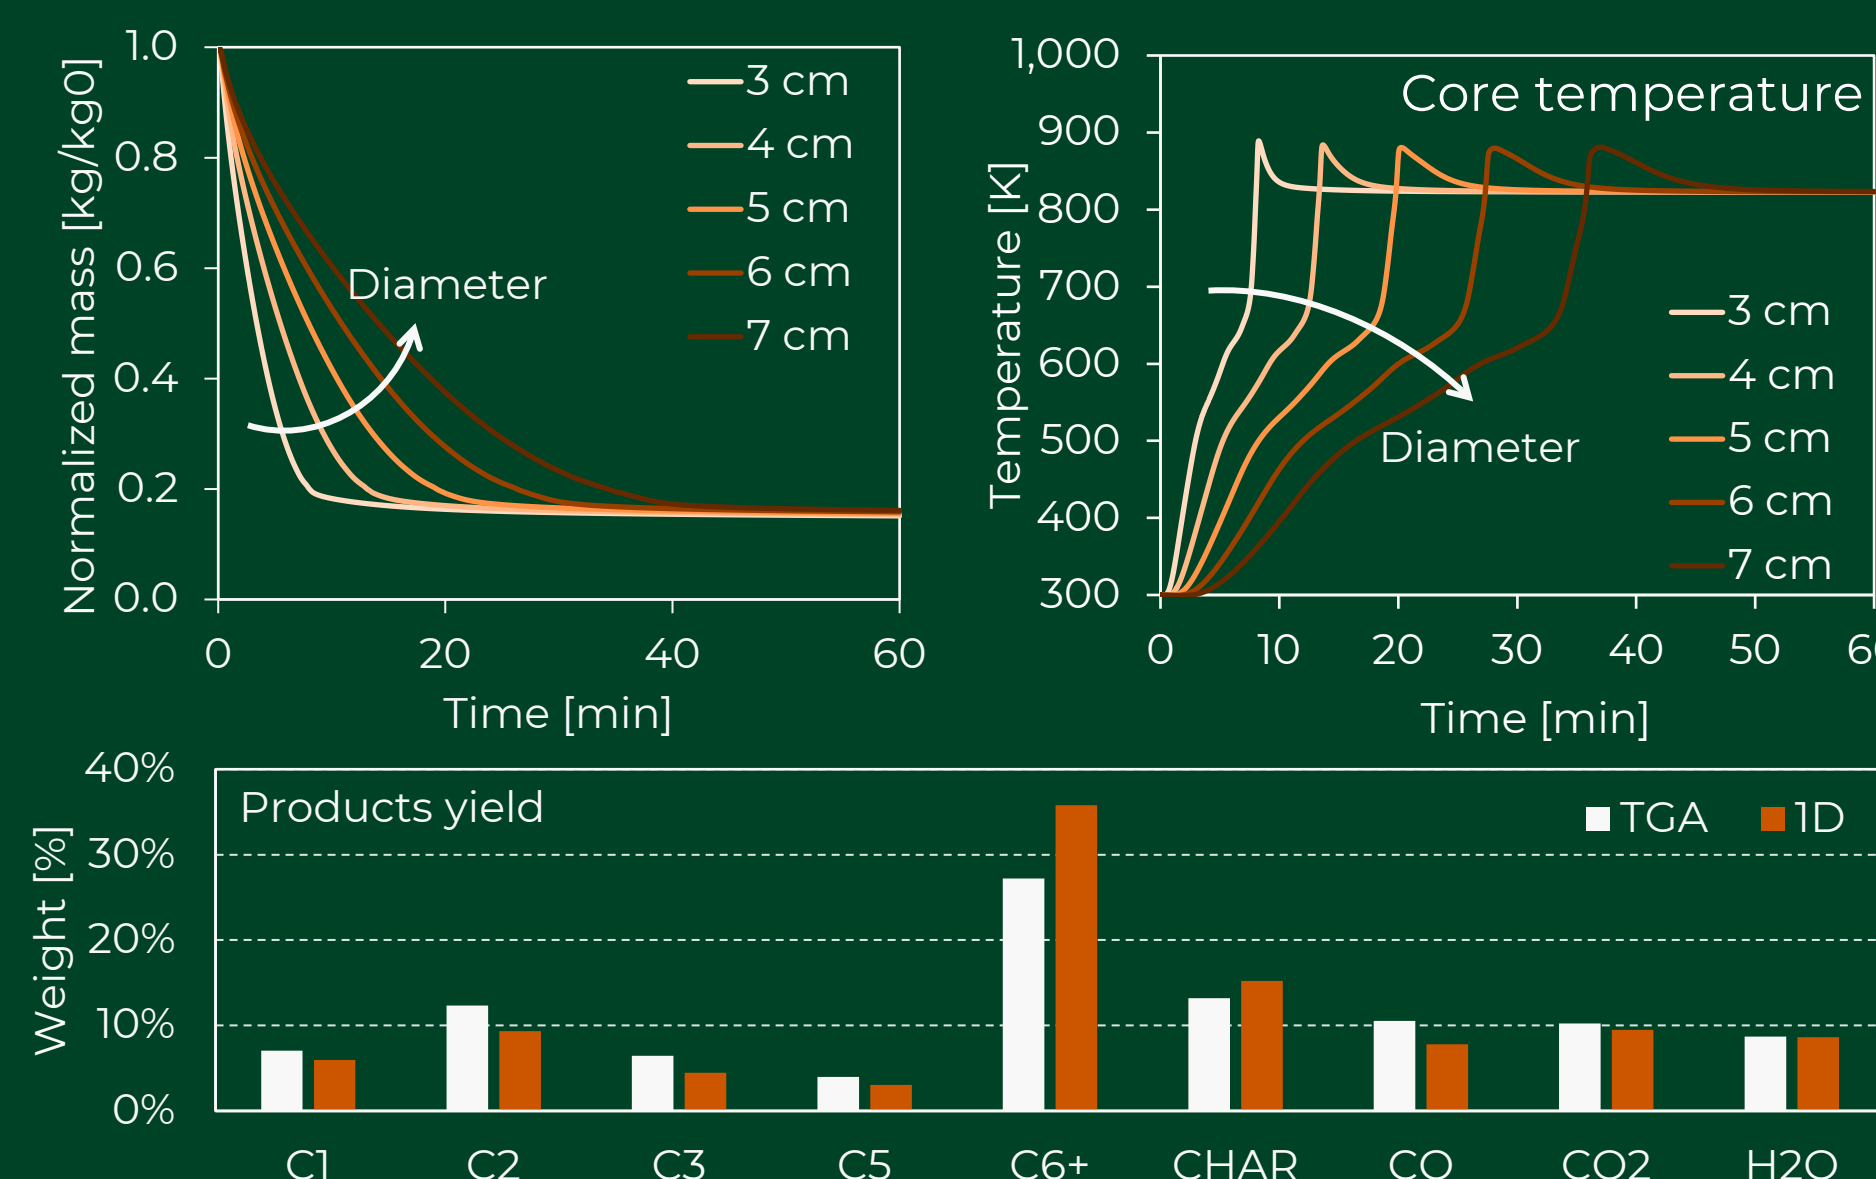 Normalized mass [kg/kg0]
1.0
0.8
0.6
0.4
0.2
0.0
3 cm
4 cm
5 cm
6 cm
7 cm
Diameter
0 20 40 60
Time [min]
Temperature [K]
1,000
900
800
700
600
500
400
300
Core temperature
3 cm
4 cm
5 cm
6 cm
7 cm
Diameter
0 10 20 30 40 50
Time [min]
Weight [%]
40%
30%
20%
10%
0%
Products yield
TGA 1D
C1 C2 C3 C5 C6+ CHAR CO CO2 H2O